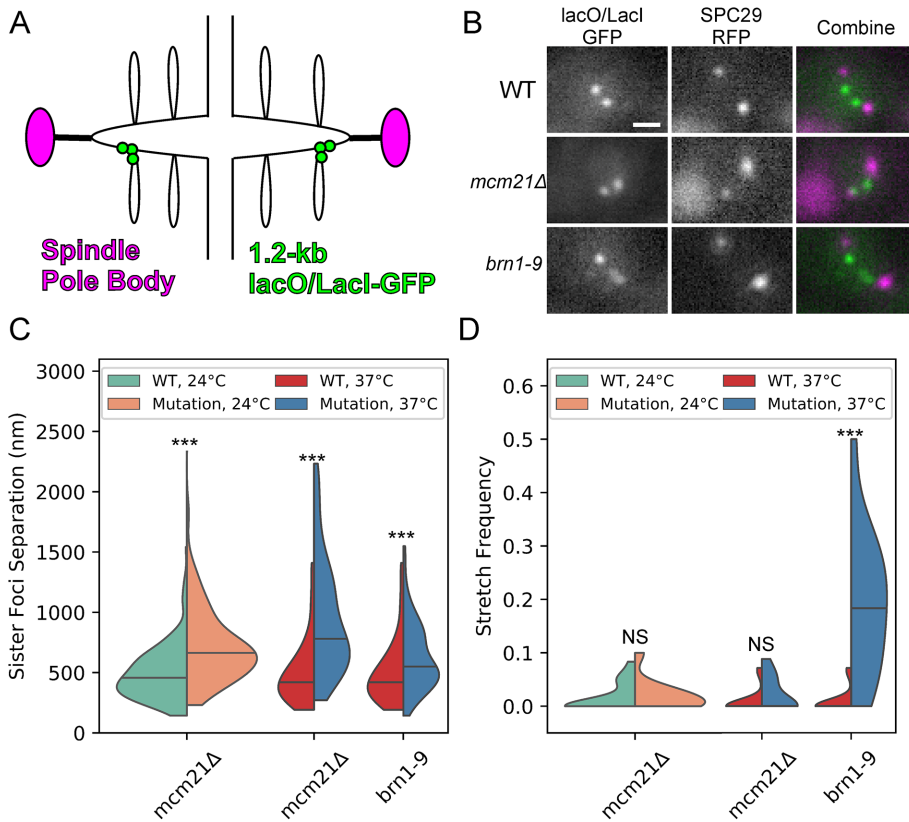 A
Spindle
Pole Body
1.2-kb
lacO/LacI-GFP
B
lacO/LacI
GFP
SPC29
RFP
Combine
WT
mcm21Δ
brn1-9
C
WT, 24°C
Mutation, 24°C
WT, 37°C
Mutation, 37°C
Sister Foci Separation (nm)
3000
2500
2000
1500
1000
500
0
***
***
***
mcm21Δ
mcm21Δ
brn1-9
D
WT, 24°C
Mutation, 24°C
WT, 37°C
Mutation, 37°C
Stretch Frequency
0.6
0.5
0.4
0.3
0.2
0.1
0.0
NS
NS
***
mcm21Δ
mcm21Δ
brn1-9